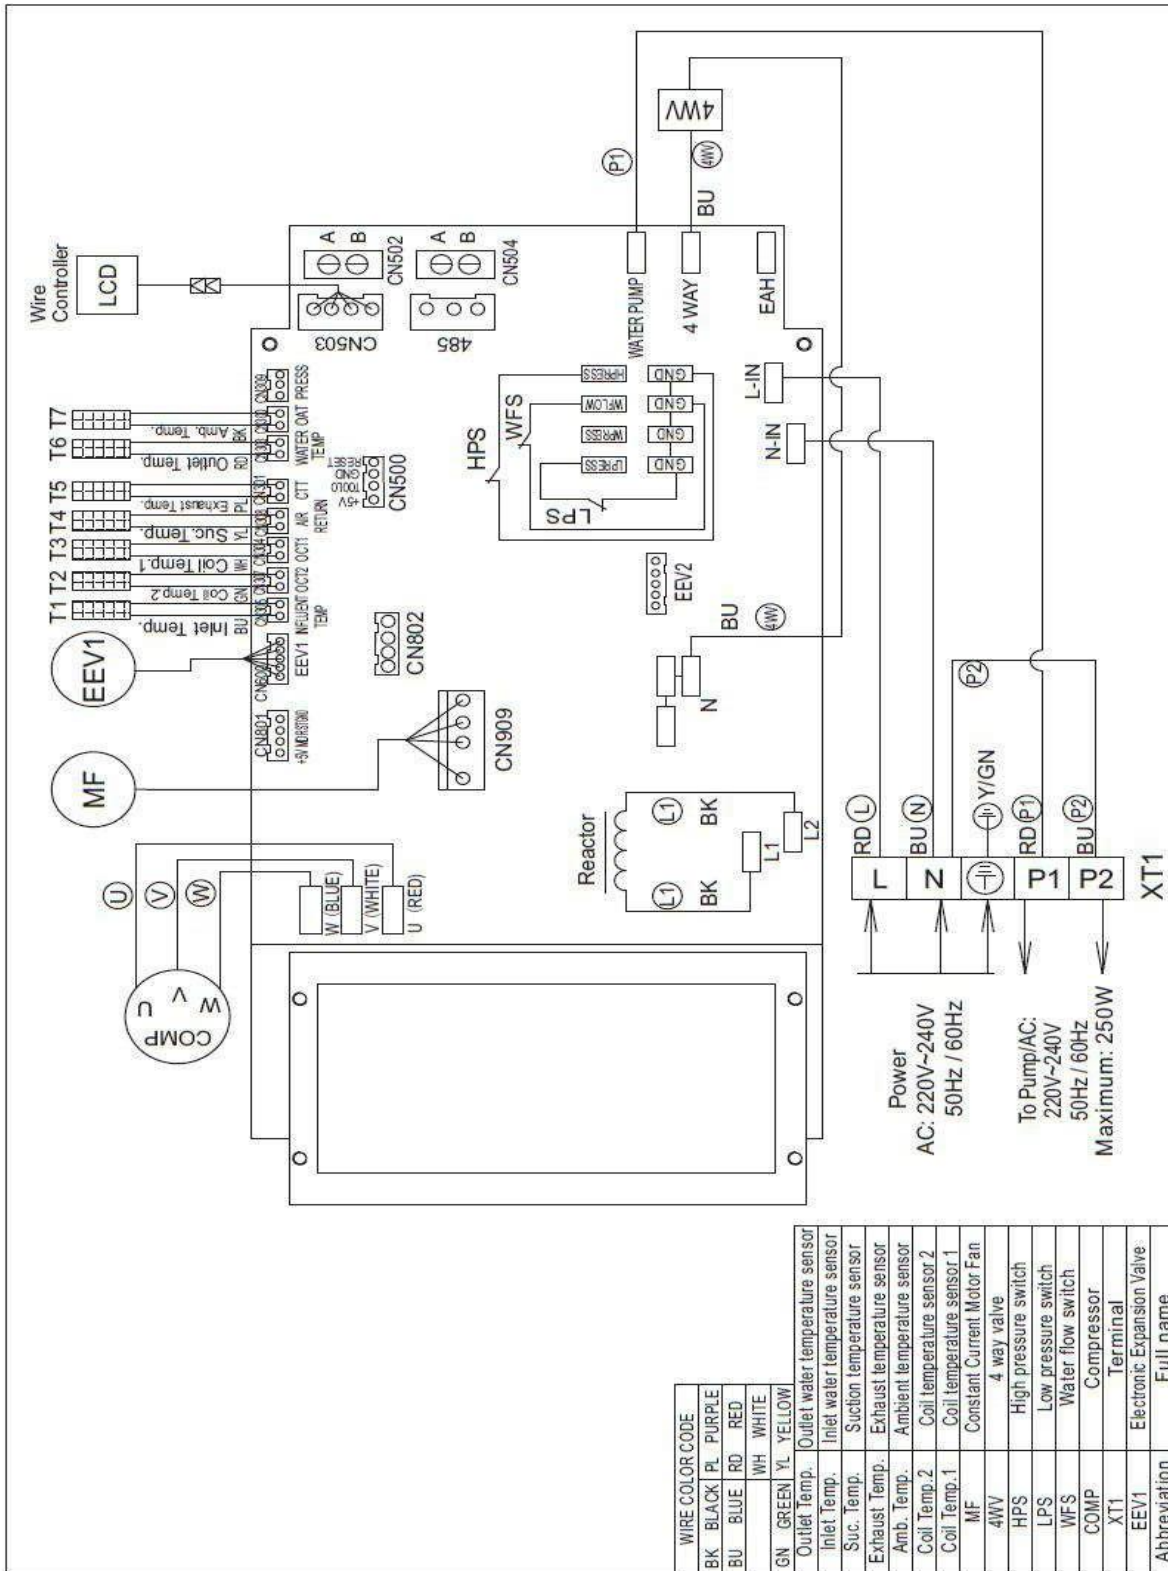 Wire
Controller
LCD
A
B
CN502
A
B
CN504
CN503
485
T1
T2
T3
T4
T5
T6
T7
Inlet Temp.
BU
Coil Temp.2
GN
Coil Temp.1
WH
Suc.Temp.
YL
Exhaust Temp.
PL
Outlet Temp.
RD
Amb. Temp.
BK
CN301
CN309
EEV1
NFLUENT
TEMP
OCT2
OCT1
AIR
RETURN
CTT
WATER
TEMP
OAT
PRESS
+5V
TOOL0
GND
RESET
CN500
EEV1
MF
CN801
CN802
CN909
COMP
U
V
W
U
V
W
W (BLUE)
V (WHITE)
U (RED)
HPS
WFS
LPS
HPRESS
WFLOW
WPRESS
LPRESS
GND
GND
GND
GND
WATER PUMP
4 WAY
EAH
P1
4WV
4WV
BU
L-IN
N-IN
EEV2
BU
4WV
N
Reactor
L1
BK
L1
BK
L1
L2
RD L
BU N
P2
Y/GN
RD P1
BU P2
L
N
P1
P2
XT1
Power
AC: 220V~240V
50Hz / 60Hz
To Pump/AC:
220V~240V
50Hz / 60Hz
Maximum: 250W
WIRE COLOR CODE
BK BLACK PL PURPLE
BU BLUE RD RED
WH WHITE
GN GREEN YL YELLOW
Outlet Temp. Outlet water temperature sensor
Inlet Temp. Inlet water temperature sensor
Suc. Temp. Suction temperature sensor
Exhaust Temp. Exhaust temperature sensor
Amb. Temp. Ambient temperature sensor
Coil Temp.2 Coil temperature sensor 2
Coil Temp.1 Coil temperature sensor 1
MF Constant Current Motor Fan
4WV 4 way valve
HPS High pressure switch
LPS Low pressure switch
WFS Water flow switch
COMP Compressor
XT1 Terminal
EEV1 Electronic Expansion Valve
Abbreviation Full name